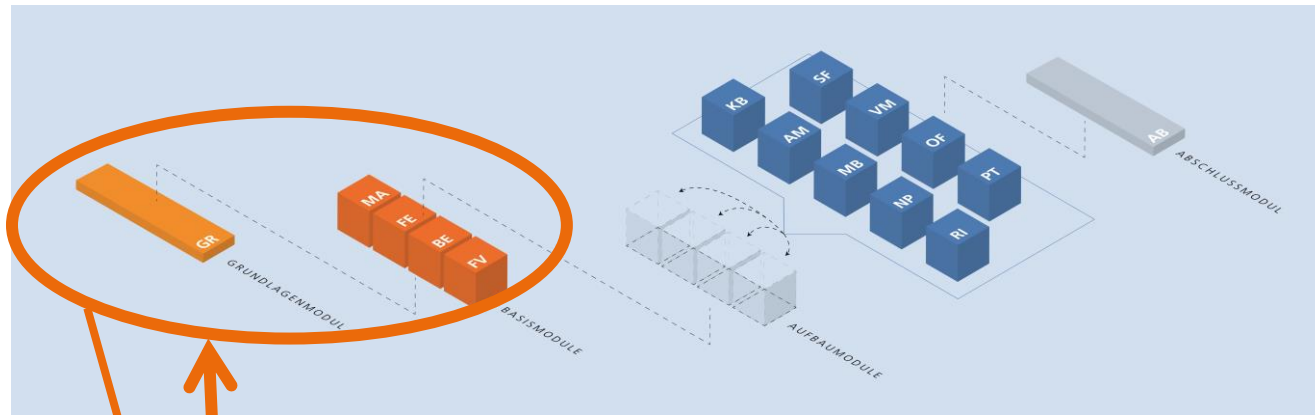 GR
GRUNDLAGENMODUL
MA
FE
BE
FV
BASISMODULE
AUFBAUMODULE
KB
AM
MB
NP
RI
SF
VM
OF
PT
AB
ABSCHLUSSMODUL